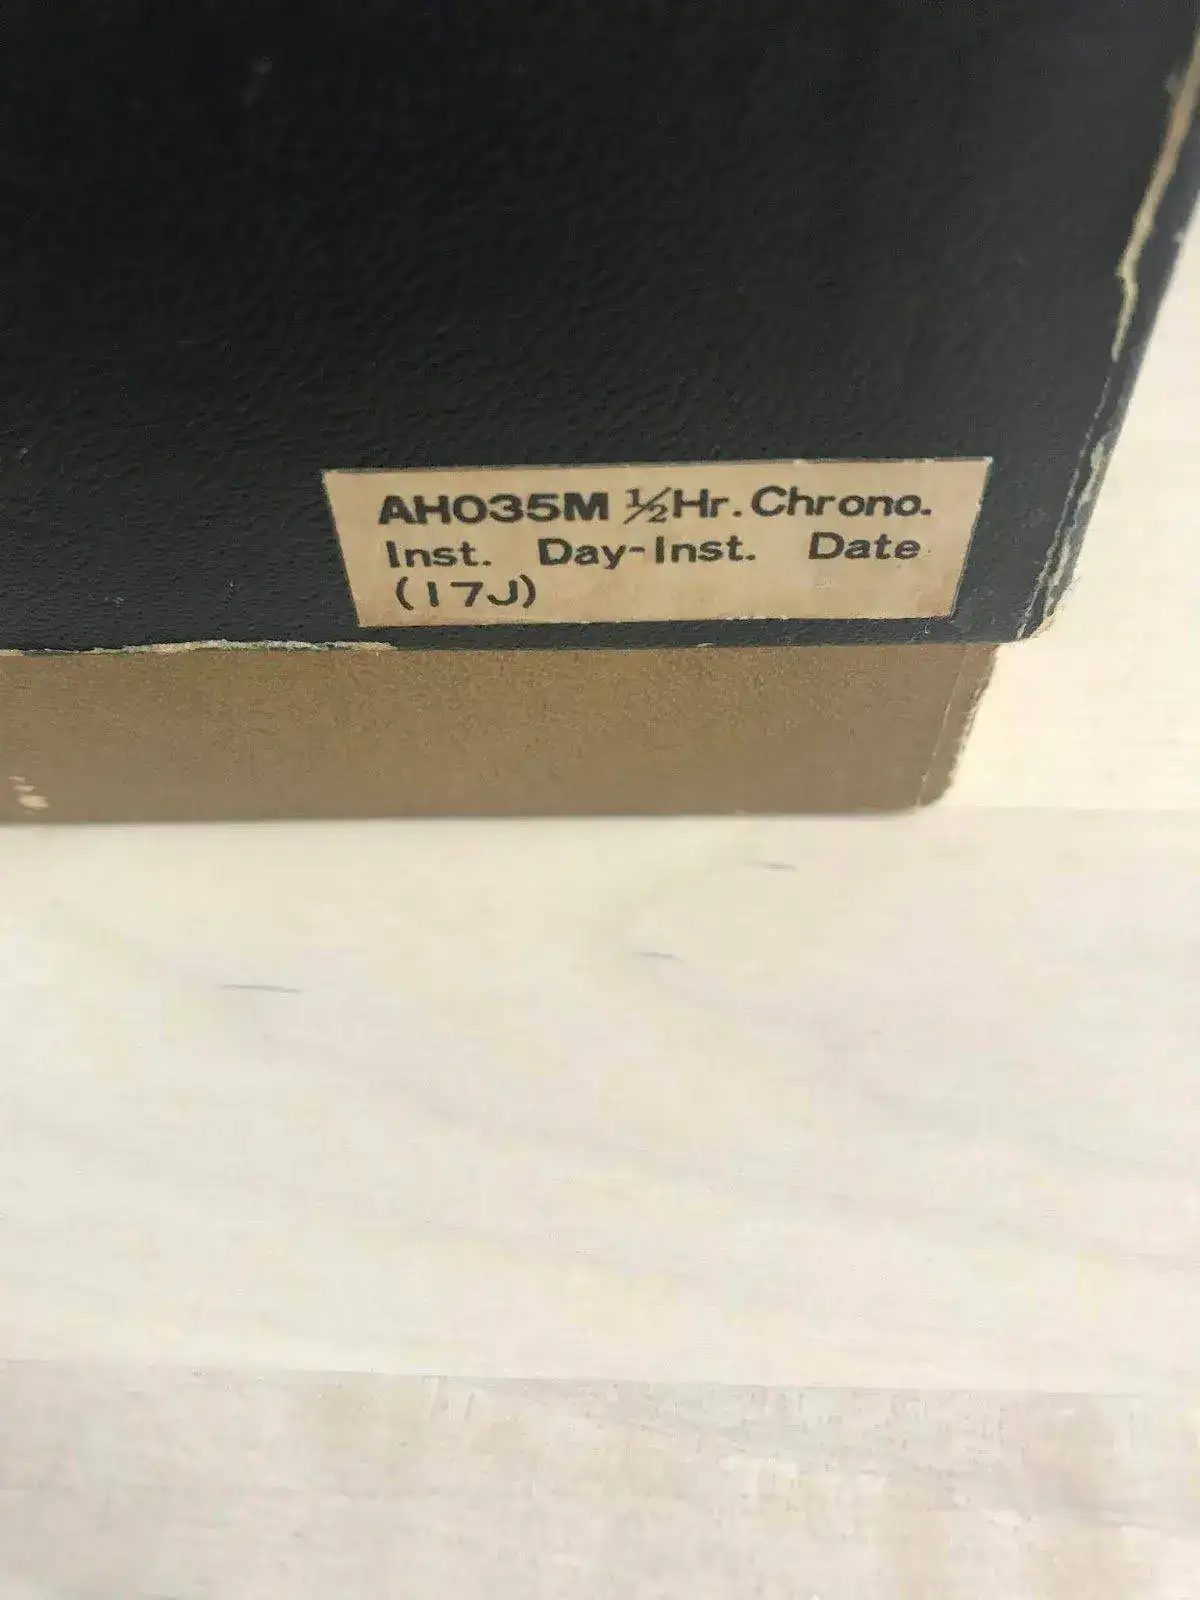 AH035M ½Hr. Chrono.
Inst. Day-Inst. Date
(17J)